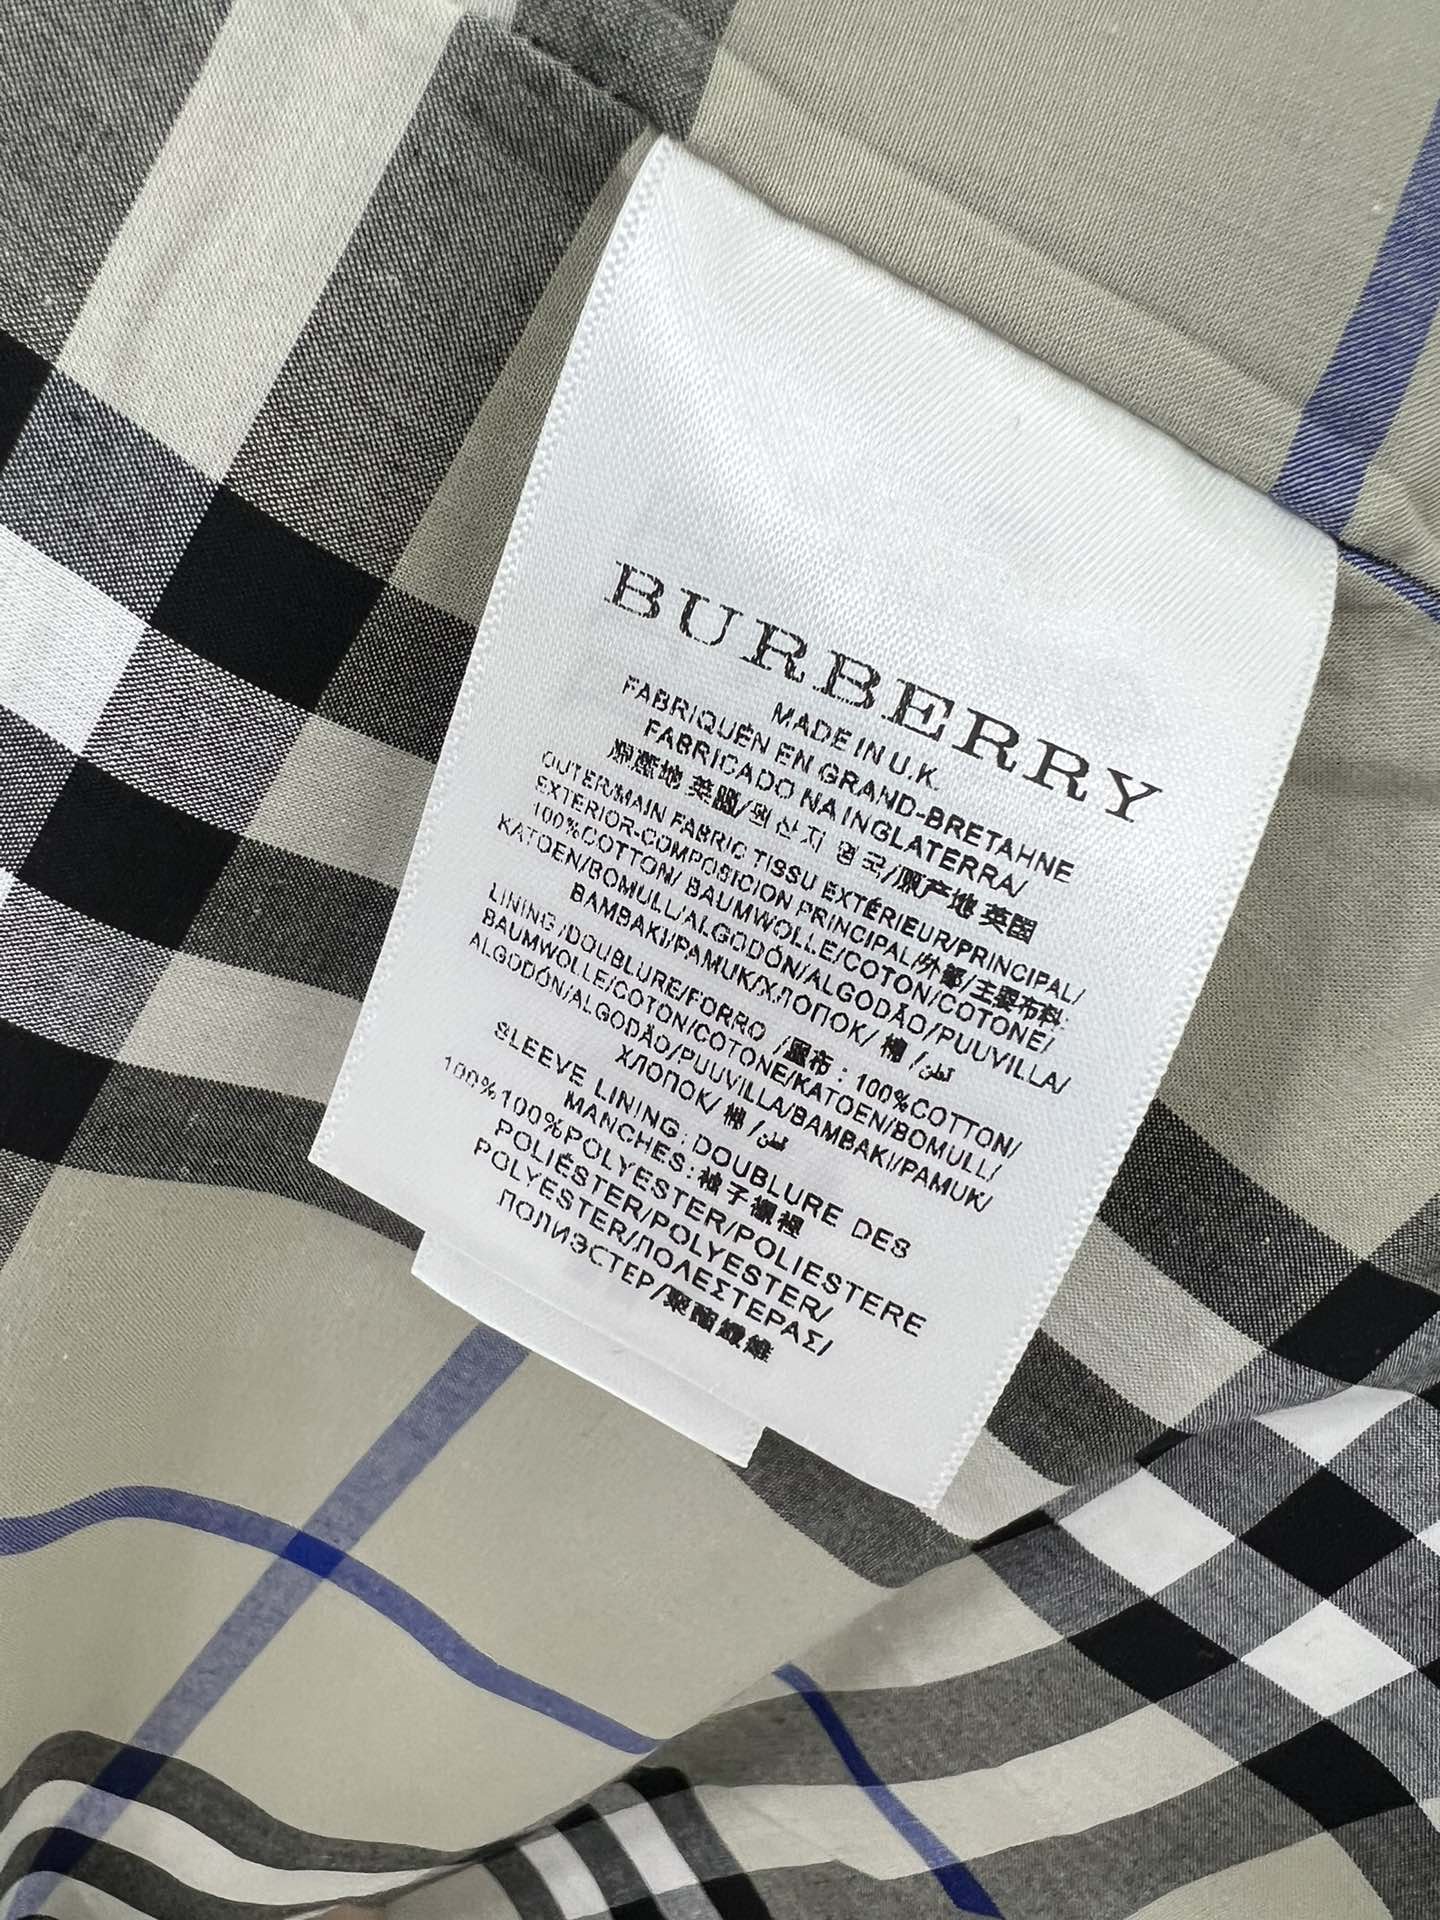 BURBERRY
MADE IN U.K.
FABRIQUÉN EN GRAND-BRETAHNE
FABRICADO NA INGLATERRA/
原產地 英國/원산지 영국/原产地 英國
OUTER/MAIN FABRIC TISSU EXTÉRIEUR/PRINCIPAL/
EXTERIOR-COMPOSICION PRINCIPAL/外部/主要布料:
100%COTTON/ BAUMWOLLE/COTON/COTONE/
KATOEN/BOMULL/ALGODÓN/ALGODÃO/PUUVILLA/
BAMBAKI/PAMUK/ХЛОПОК/ 棉 /قطن
LINING /DOUBLURE/FORRO /裏布 : 100%COTTON/
BAUMWOLLE/COTON/COTONE/KATOEN/BOMULL/
ALGODÓN/ALGODÃO/PUUVILLA/BAMBAKI/PAMUK/
ХЛОПОК/ 棉 /قطن
SLEEVE LINING: DOUBLURE DES
MANCHES: 袖子襯裡
100%100%POLYESTER/POLIESTERE
POLIÉSTER/POLYESTER/
POLYESTER/ΠΟΛΕΣΤΕΡΑΣ/
ПОЛИЭСТЕР/聚酯纖維